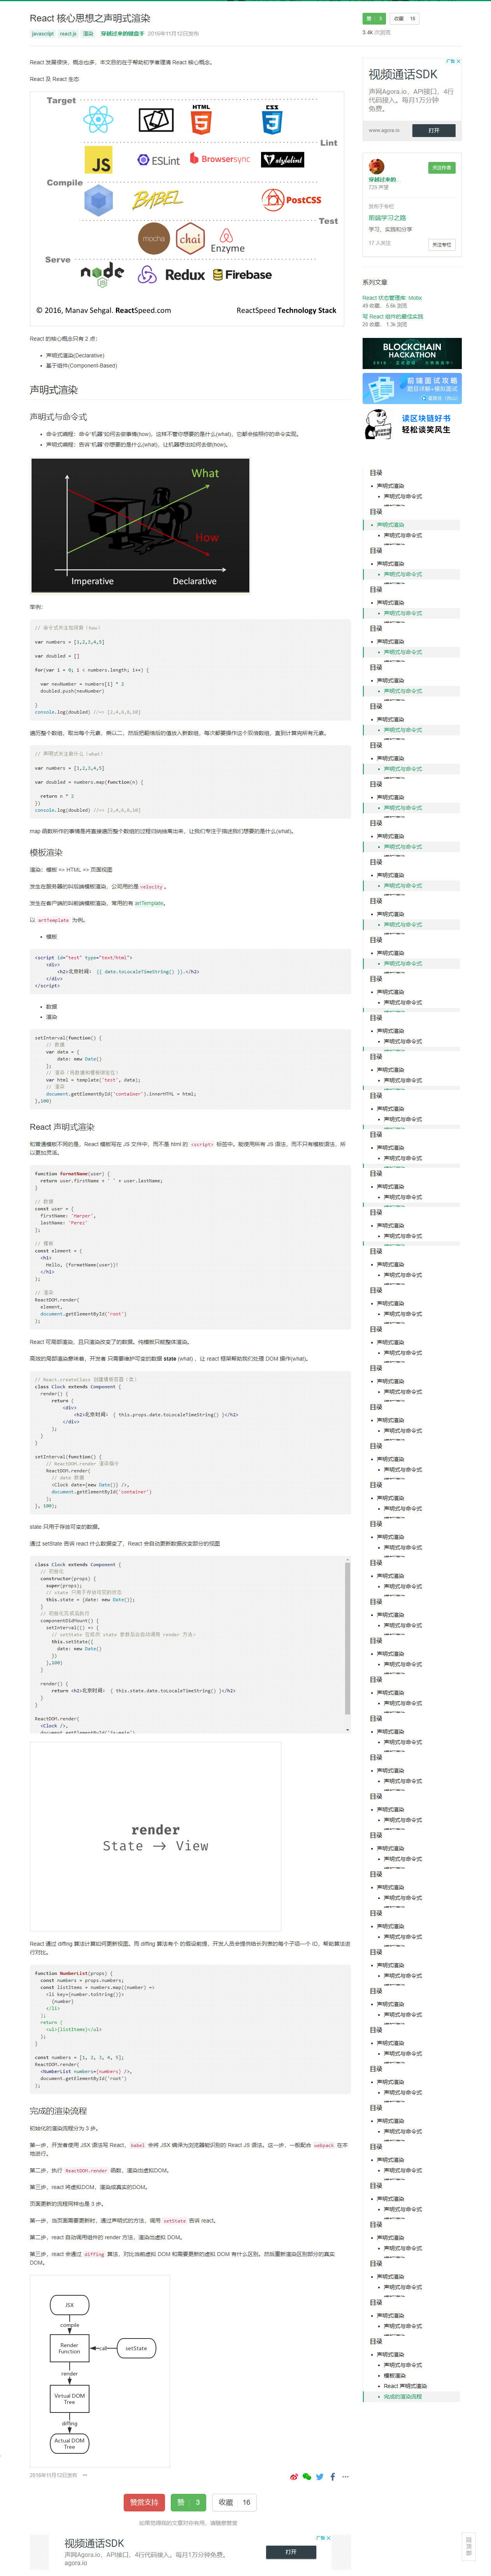 React 核心思想之声明式渲染
javascript react.js 渲染 穿越过来的键盘手 2016年11月12日发布
赞 3 收藏 16
3.4k 次浏览
React 发展很快，概念也多，本文目的在于帮助初学者理清 React 核心概念。
React 及 React 生态
Target
HTML CSS
Lint
JS ESLint Browsersync stylelint
Compile
BABEL PostCSS
Test
mocha chai Enzyme
Serve
node Redux Firebase
© 2016, Manav Sehgal. ReactSpeed.com ReactSpeed Technology Stack
React 的核心概念只有 2 点：
声明式渲染(Declarative)
基于组件(Component-Based)
声明式渲染
声明式与命令式
命令式编程：命令“机器”如何去做事情(how)，这样不管你想要的是什么(what)，它都会按照你的命令实现。
声明式编程：告诉“机器”你想要的是什么(what)，让机器想出如何去做(how)。
What
How
Imperative Declarative
举例：
// 命令式关注如何做（how）
var numbers = [1,2,3,4,5]
var doubled = []
for(var i = 0; i < numbers.length; i++) {
var newNumber = numbers[i] * 2
doubled.push(newNumber)
}
console.log(doubled) //=> [2,4,6,8,10]
遍历整个数组，取出每个元素，乘以二，然后把翻倍后的值放入新数组，每次都要操作这个双倍数组，直到计算完所有元素。
// 声明式关注做什么（what）
var numbers = [1,2,3,4,5]
var doubled = numbers.map(function(n) {
return n * 2
})
console.log(doubled) //=> [2,4,6,8,10]
map 函数所作的事情是将直接遍历整个数组的过程归纳抽离出来，让我们专注于描述我们想要的是什么(what)。
模板渲染
渲染：模板 => HTML => 页面视图
发生在服务器的叫后端模板渲染，公司用的是 velocity 。
发生在客户端的叫前端模板渲染，常用的有 artTemplate。
以 artTemplate 为例。
模板
<script id="test" type="text/html">
<div>
<h2>北京时间: {{ date.toLocaleTimeString() }}.</h2>
</div>
</script>
数据
渲染
setInterval(function() {
// 数据
var data = {
date: new Date()
};
// 渲染（将数据和模板绑定在）
var html = template('test', data);
// 渲染
document.getElementById('container').innerHTML = html;
},100)
React 声明式渲染
和普通模板不同的是，React 模板写在 JS 文件中，而不是 html 的 <script> 标签中。能使用所有 JS 语法，而不只有模板语法，所
以更加灵活。
function formatName(user) {
return user.firstName + ' ' + user.lastName;
}
// 数据
const user = {
firstName: 'Harper',
lastName: 'Perez'
};
// 模板
const element = (
<h1>
Hello, {formatName(user)}!
</h1>
);
// 渲染
ReactDOM.render(
element,
document.getElementById('root')
);
React 可局部渲染，且只渲染改变了的数据。纯模板只能整体渲染。
高效的局部渲染意味着，开发者 只需要维护可变的数据 state (what) ，让 react 框架帮助我们处理 DOM 操作(what)。
// React.createClass 创建模板容器（类）
class Clock extends Component {
render() {
return (
<div>
<h2>北京时间: { this.props.date.toLocaleTimeString() }</h2>
</div>
);
}
}
setInterval(function() {
// ReactDOM.render 渲染指令
ReactDOM.render(
// date 数据
<Clock date={new Date()} />,
document.getElementById('container')
);
}, 100);
state 只用于存放可变的数据。
通过 setState 告诉 react 什么数据变了，React 会自动更新数据改变部分的视图
class Clock extends Component {
// 初始化
constructor(props) {
super(props);
// state 只用于存放可变的状态
this.state = {date: new Date()};
}
// 初始化完成后执行
componentDidMount() {
setInterval(() => {
this.setState({
date: new Date()
})
},100)
}
render() {
return <h2>北京时间: { this.state.date.toLocaleTimeString() }</h2>
}
}
ReactDOM.render(
<Clock />,
render
State → View
React 通过 diffing 算法计算如何更新视图。而 diffing 算法有个 的假设前提，开发人员会提供给长列表的每个子项一个 ID，帮助算法进
行对比。
function NumberList(props) {
const numbers = props.numbers;
const listItems = numbers.map((number) =>
<li key={number.toString()}>
{number}
</li>
);
return (
<ul>{listItems}</ul>
);
}
const numbers = [1, 2, 3, 4, 5];
ReactDOM.render(
<NumberList numbers={numbers} />,
document.getElementById('root')
);
完成的渲染流程
初始化的渲染流程分为 3 步。
第一步，开发者使用 JSX 语法写 React， babel 会将 JSX 编译为浏览器能识别的 React JS 语法。这一步，一般配合 webpack 在本
地进行。
第二步，执行 ReactDOM.render 函数，渲染出虚拟DOM。
第三步，react 将虚拟DOM，渲染成真实的DOM。
页面更新的流程同样也是 3 步。
第一步，当页面需要更新时，通过声明式的方法，调用 setState 告诉 react。
第二步，react 自动调用组件的 render 方法，渲染出虚拟 DOM。
第三步，react 会通过 diffing 算法，对比当前虚拟 DOM 和需要更新的虚拟 DOM 有什么区别。然后重新渲染区别部分的真实
DOM。
JSX
compile
Render
Function
call
setState
render
Virtual DOM
Tree
diffing
Actual DOM
Tree
2016年11月12日发布
赞赏支持 赞 3 收藏 16
如果觉得我的文章对你有用，请随意赞赏
视频通话SDK
声网Agora.io，API接口，4行代码接入。每月1万分钟免费。
agora.io
打开
广告
视频通话SDK
声网Agora.io，API接口，4行
代码接入。每月1万分钟
免费。
www.agora.io 打开
穿越过来的...
关注作者
729 声望
发布于专栏
前端学习之路
学习，实践和分享
17 人关注 关注专栏
系列文章
React 状态管理库: Mobx
49 收藏，5.6k 浏览
写 React 组件的最佳实践
28 收藏，1.3k 浏览
BLOCKCHAIN
HACKATHON
前端面试攻略
题目详解+模拟面试
读区块链好书
轻松谈笑风生
目录
声明式渲染
声明式与命令式
模板渲染
React 声明式渲染
完成的渲染流程